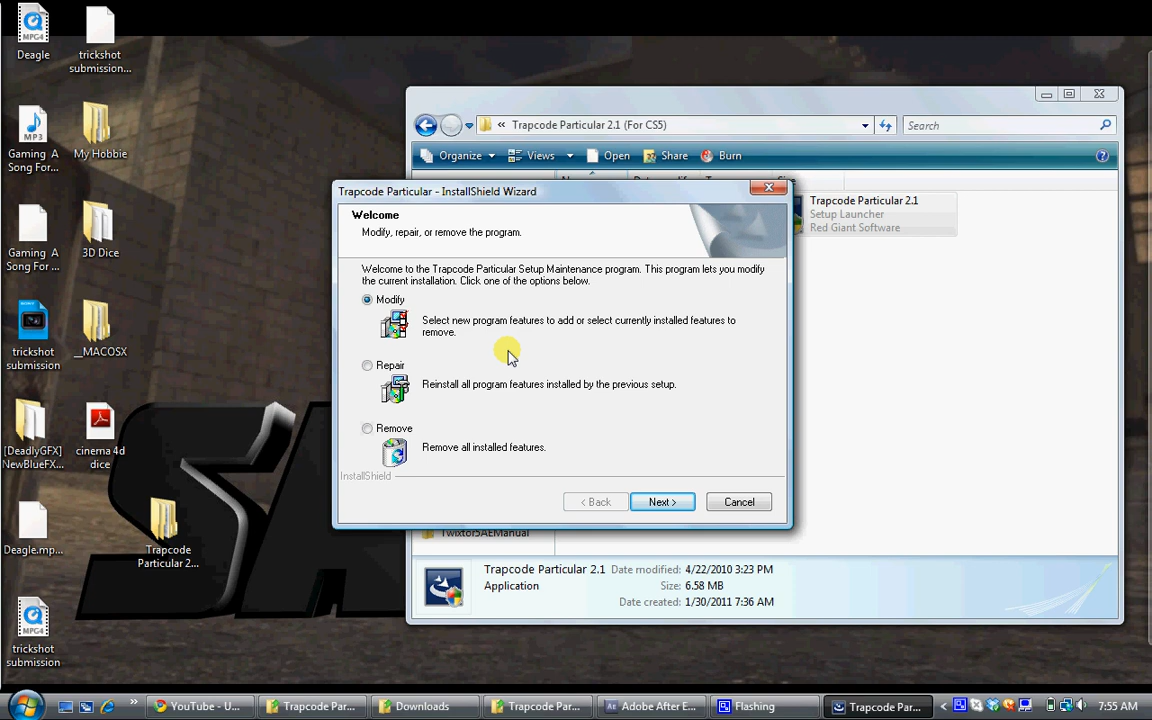 Deagle
trickshot
submission...
MP3
Gaming A
Song For...
My Hobbie
Gaming A
Song For ...
3D Dice
trickshot
submission
__MACOSX
[DeadlyGFX]
NewBlueFX...
cinema 4d
dice
Deagle.mp...
Trapcode
Particular 2...
trickshot
submission
« Trapcode Particular 2.1 (For CS5)
Search
Organize
Views
Open
Share
Burn
Trapcode Particular 2.1
Setup Launcher
Red Giant Software
Trapcode Particular - InstallShield Wizard
Welcome
Modify, repair, or remove the program.
Welcome to the Trapcode Particular Setup Maintenance program. This program lets you modify
the current installation. Click one of the options below.
Modify
Select new program features to add or select currently installed features to
remove.
Repair
Reinstall all program features installed by the previous setup.
Remove
Remove all installed features.
InstallShield
< Back
Next >
Cancel
Twixtor5AEManual
Trapcode Particular 2.1
Application
Date modified: 4/22/2010 3:23 PM
Size: 6.58 MB
Date created: 1/30/2011 7:36 AM
YouTube - U...
Trapcode Par...
Downloads
Trapcode Par...
Adobe After E...
Flashing
Trapcode Par...
7:55 AM